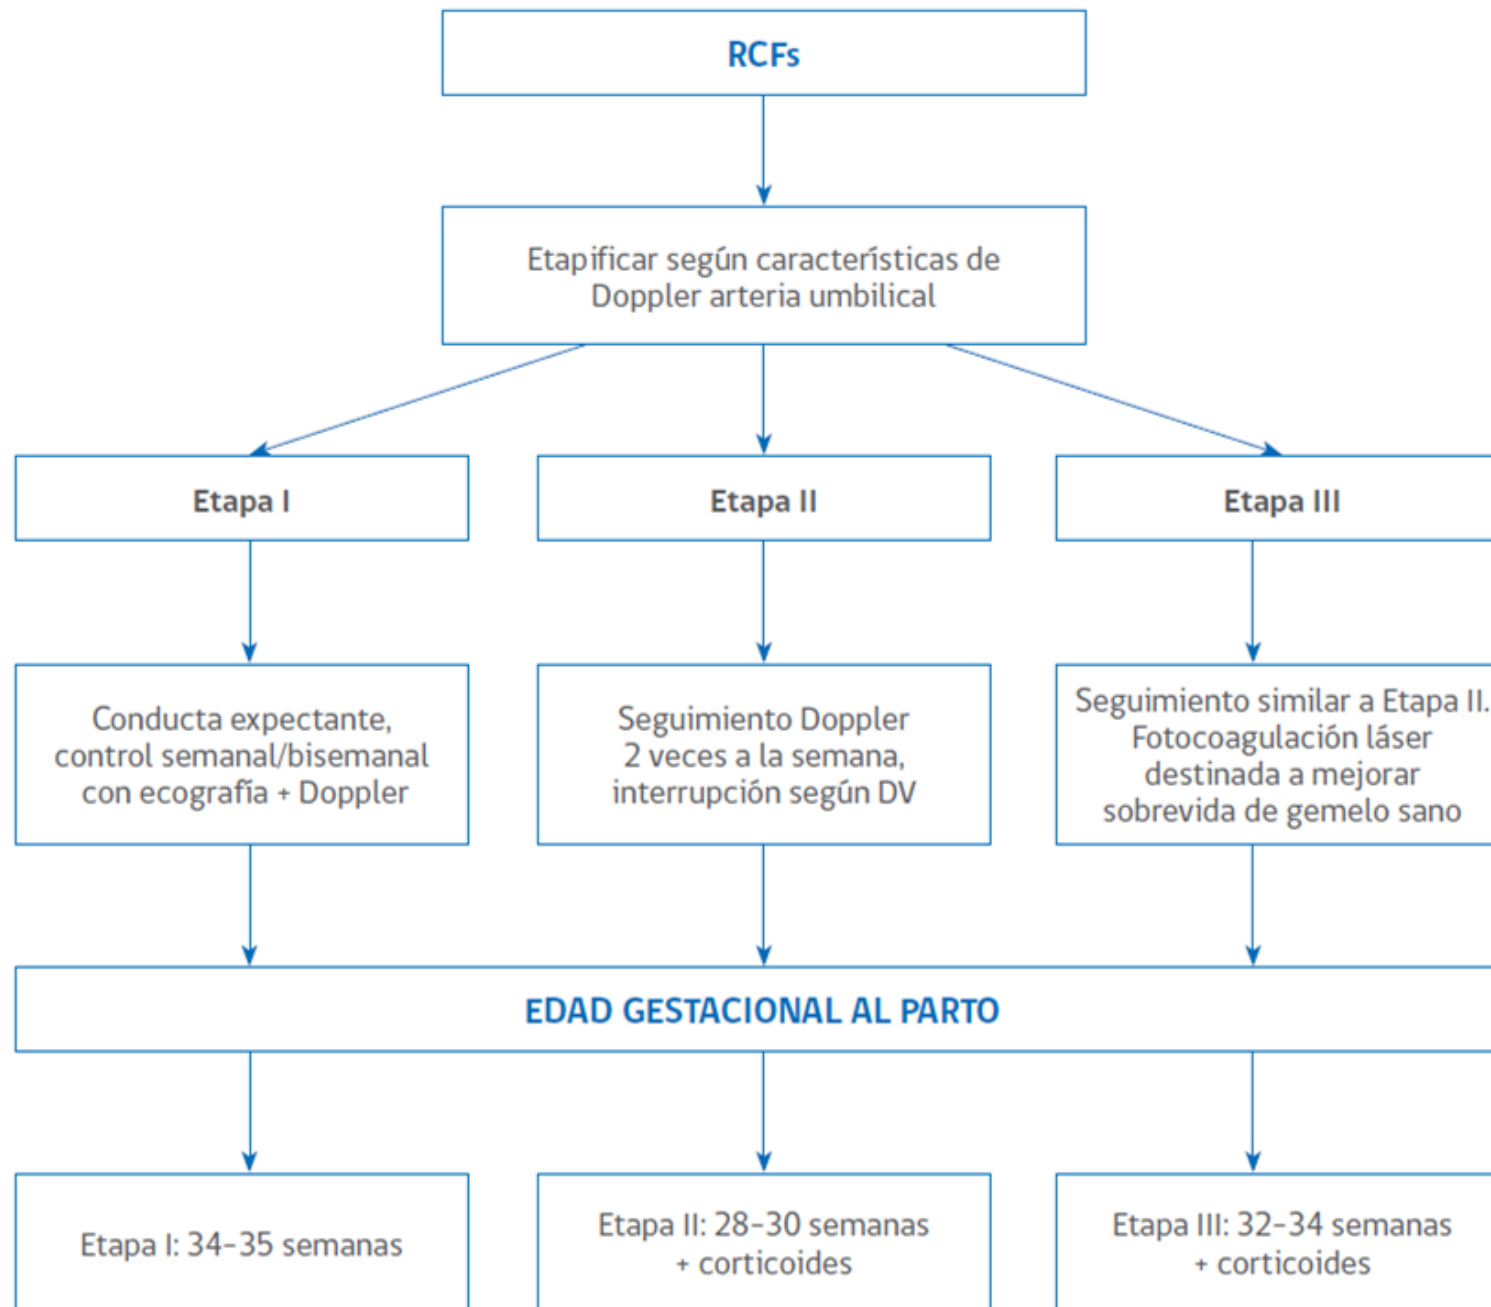 RCFs
Etapificar según características de
Doppler arteria umbilical
Etapa I
Etapa II
Etapa III
Conducta expectante,
control semanal/bisemanal
con ecografía + Doppler
Seguimiento Doppler
2 veces a la semana,
interrupción según DV
Seguimiento similar a Etapa II.
Fotocoagulación láser
destinada a mejorar
sobrevida de gemelo sano
EDAD GESTACIONAL AL PARTO
Etapa I: 34-35 semanas
Etapa II: 28-30 semanas
+ corticoides
Etapa III: 32-34 semanas
+ corticoides